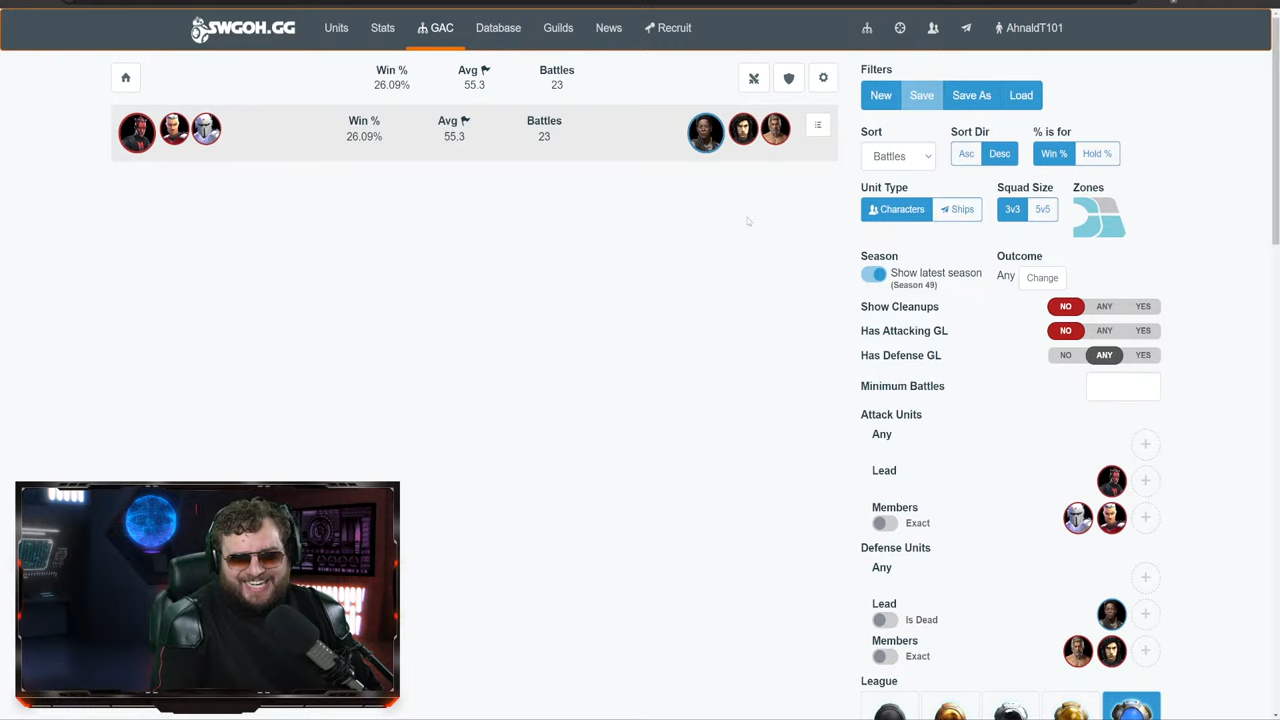 SWGOH.GG
Units
Stats
GAC
Database
Guilds
News
Recruit
AhnaldT101
Win %
26.09%
Avg
55.3
Battles
23
Win %
26.09%
Avg
55.3
Battles
23
Filters
New
Save
Save As
Load
Sort
Battles
Sort Dir
Asc
Desc
% is for
Win %
Hold %
Unit Type
Characters
Ships
Squad Size
3v3
5v5
Zones
Season
Show latest season
(Season 49)
Outcome
Any
Change
Show Cleanups
NO ANY YES
Has Attacking GL
NO ANY YES
Has Defense GL
NO ANY YES
Minimum Battles
Attack Units
Any
Lead
Members
Exact
Defense Units
Any
Lead
Is Dead
Members
Exact
League